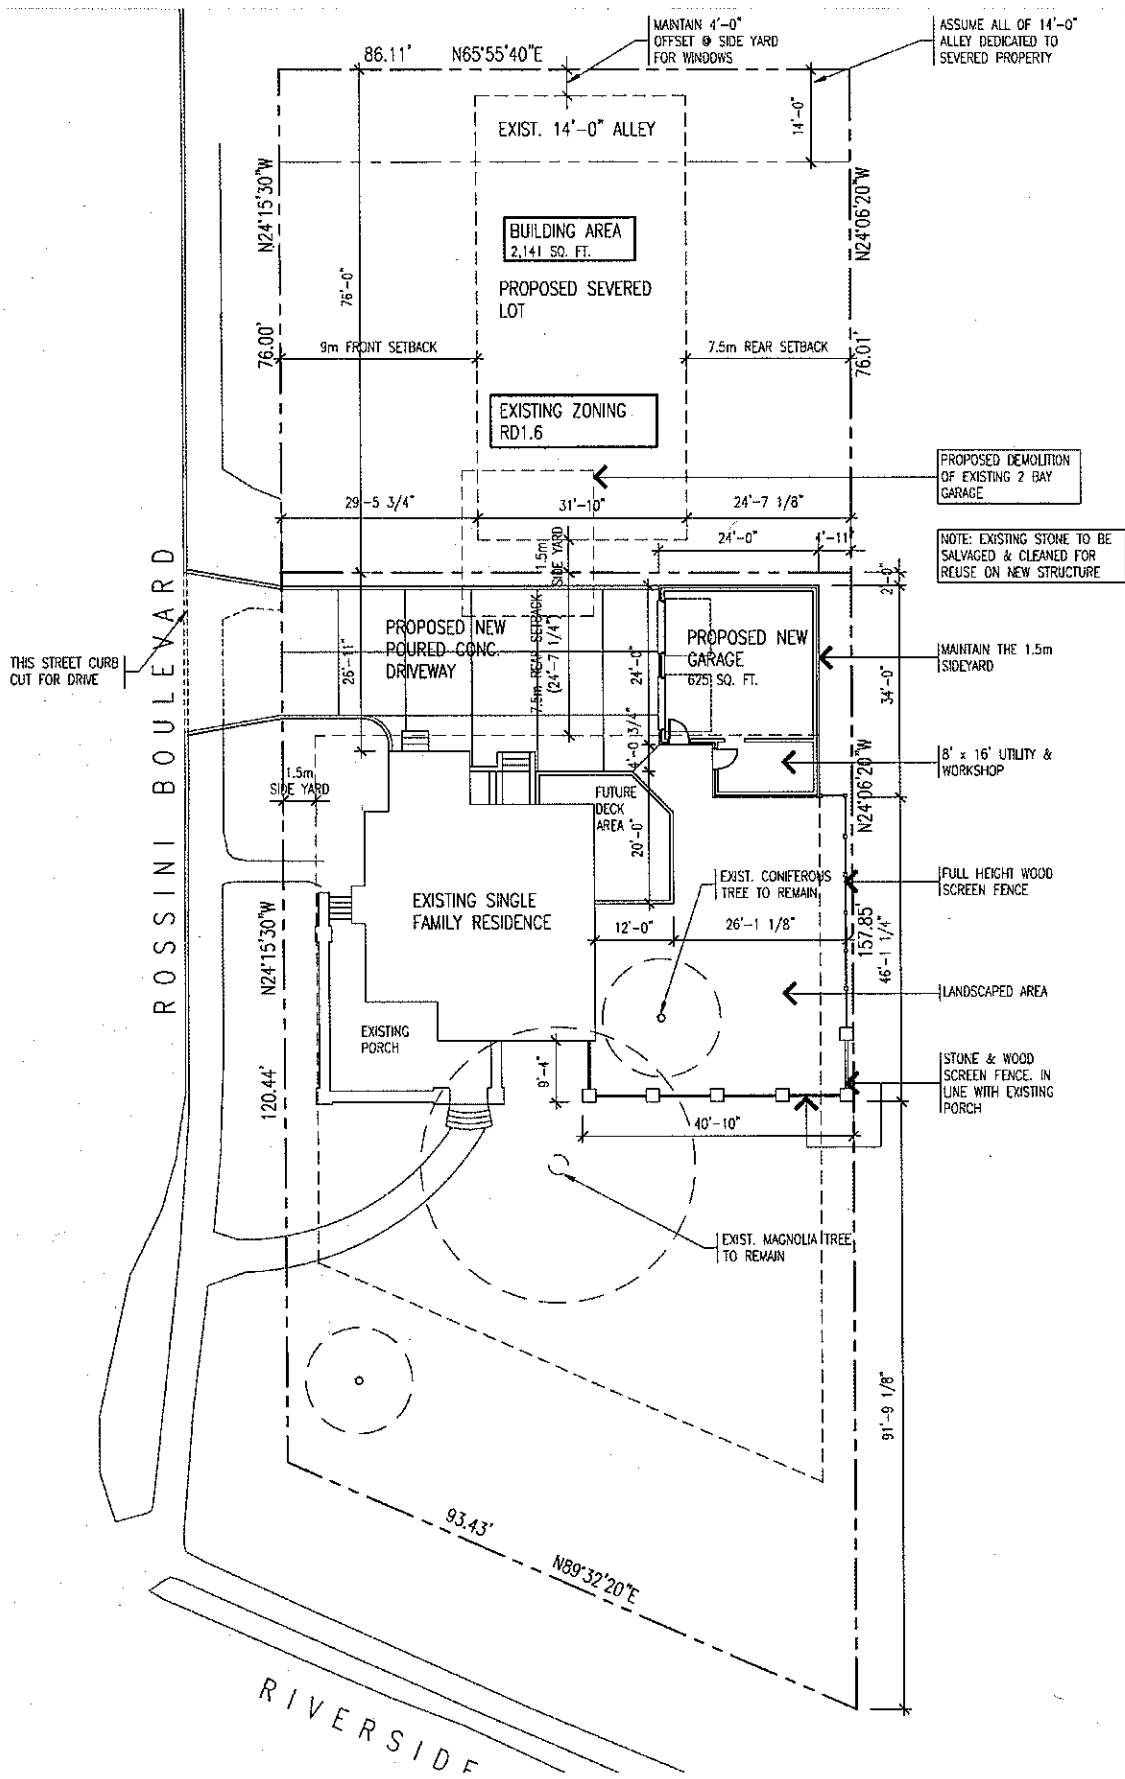 MAINTAIN 4'-0"
OFFSET @ SIDE YARD
FOR WINDOWS
ASSUME ALL OF 14'-0"
ALLEY DEDICATED TO
SEVERED PROPERTY
86.11' N65°55'40"E
EXIST. 14'-0" ALLEY
14'-0"
N24°15'30"W
N24°06'20"W
BUILDING AREA
2,141 SQ. FT.
PROPOSED SEVERED
LOT
76'-0"
76.00'
76.01'
9m FRONT SETBACK
7.5m REAR SETBACK
EXISTING ZONING
RD1.6
PROPOSED DEMOLITION
OF EXISTING 2 BAY
GARAGE
29'-5 3/4"
31'-10"
24'-7 1/8"
24'-0"
4'-11"
1.5m
SIDE YARD
NOTE: EXISTING STONE TO BE
SALVAGED & CLEANED FOR
REUSE ON NEW STRUCTURE
2'-0"
ROSSINI BOULEVARD
THIS STREET CURB
CUT FOR DRIVE
PROPOSED NEW
POURED CONC.
DRIVEWAY
26'-11"
7.5m REAR SETBACK
(24'-7 1/4")
24'-0"
PROPOSED NEW
GARAGE
625 SQ. FT.
MAINTAIN THE 1.5m
SIDEYARD
34'-0"
4'-0 3/4"
8' x 16' UTILITY &
WORKSHOP
1.5m
SIDE YARD
FUTURE
DECK
AREA
20'-0"
N24°06'20"W
EXISTING SINGLE
FAMILY RESIDENCE
EXIST. CONIFEROUS
TREE TO REMAIN
FULL HEIGHT WOOD
SCREEN FENCE
12'-0"
26'-1 1/8"
157.85'
46'-1 1/4"
N24°15'30"W
LANDSCAPED AREA
EXISTING
PORCH
9'-4"
STONE & WOOD
SCREEN FENCE. IN
LINE WITH EXISTING
PORCH
120.44'
40'-10"
EXIST. MAGNOLIA TREE
TO REMAIN
91'-9 1/8"
93.43'
N89°32'20"E
RIVERSIDE